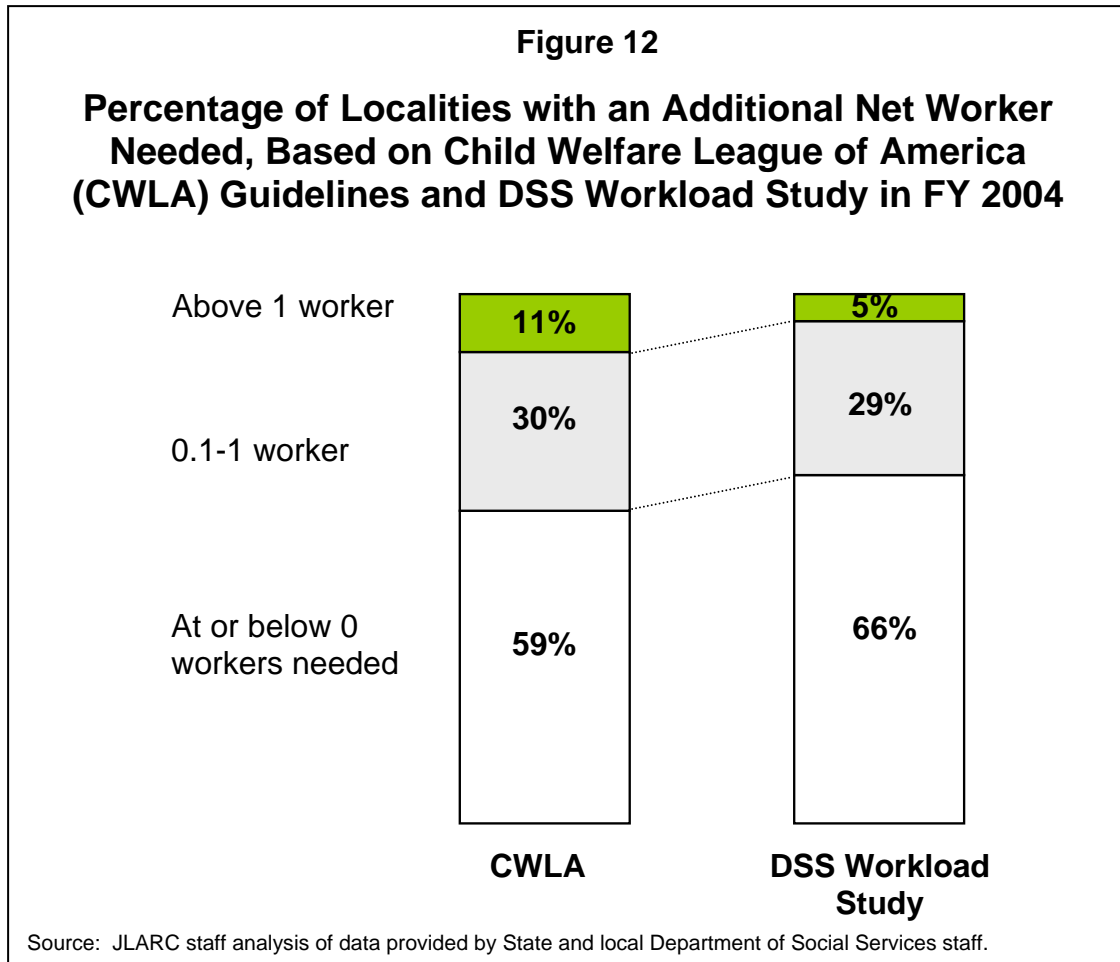 Figure 12
Percentage of Localities with an Additional Net Worker
Needed, Based on Child Welfare League of America
(CWLA) Guidelines and DSS Workload Study in FY 2004
Above 1 worker
11%
5%
0.1-1 worker
30%
29%
At or below 0
workers needed
59%
66%
CWLA
DSS Workload
Study
Source:  JLARC staff analysis of data provided by State and local Department of Social Services staff.